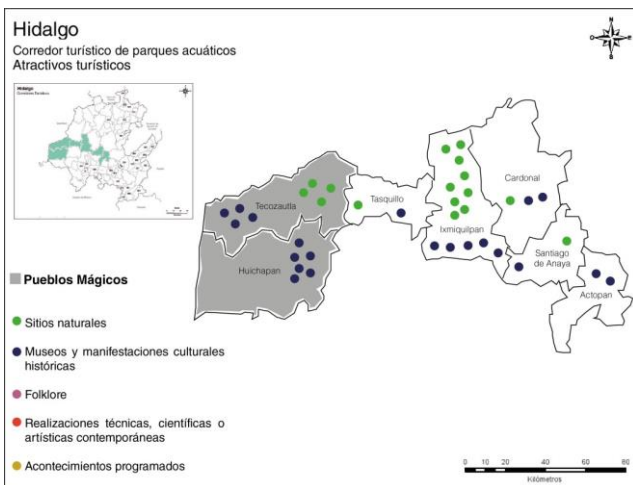 Hidalgo
Corredor turístico de parques acuáticos
Atractivos turísticos
Hidalgo
N
O
E
S
Cardonal
Tecozautla
Tasquillo
Ixmiquilpan
Santiago
de Anaya
Huichapan
Actopan
Pueblos Mágicos
Sitios naturales
Museos y manifestaciones culturales
históricas
Folklore
Realizaciones técnicas, científicas o
artísticas contemporáneas
Acontecimientos programados
0 10 20 40 60 80
Kilómetros